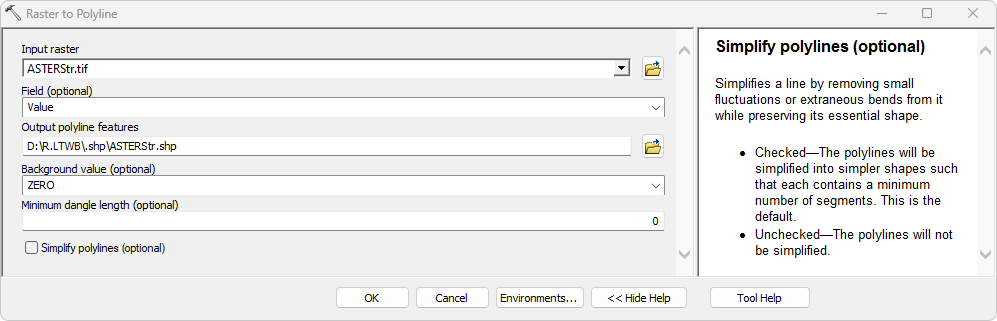 Raster to Polyline
Input raster
ASTERStr.tif
Field (optional)
Value
Output polyline features
D:\R.LTWB\.shp\ASTERStr.shp
Background value (optional)
ZERO
Minimum dangle length (optional)
0
Simplify polylines (optional)
Simplify polylines (optional)
Simplifies a line by removing small
fluctuations or extraneous bends from it
while preserving its essential shape.
• Checked—The polylines will be
simplified into simpler shapes such
that each contains a minimum
number of segments. This is the
default.
• Unchecked—The polylines will not
be simplified.
OK
Cancel
Environments...
<< Hide Help
Tool Help